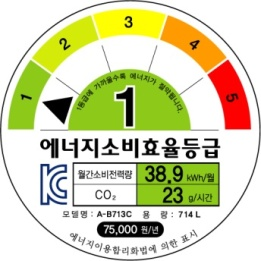 1 2 3 4 5
1등급에 가까울수록 에너지가 절약됩니다.
1
에너지소비효율등급
월간소비전력량 38,9 kWh/월
CO₂ 23 g/시간
모델명 : A-B713C 용 량 : 714 L
75,000 원/년
에너지이용합리화법에 의한 표시